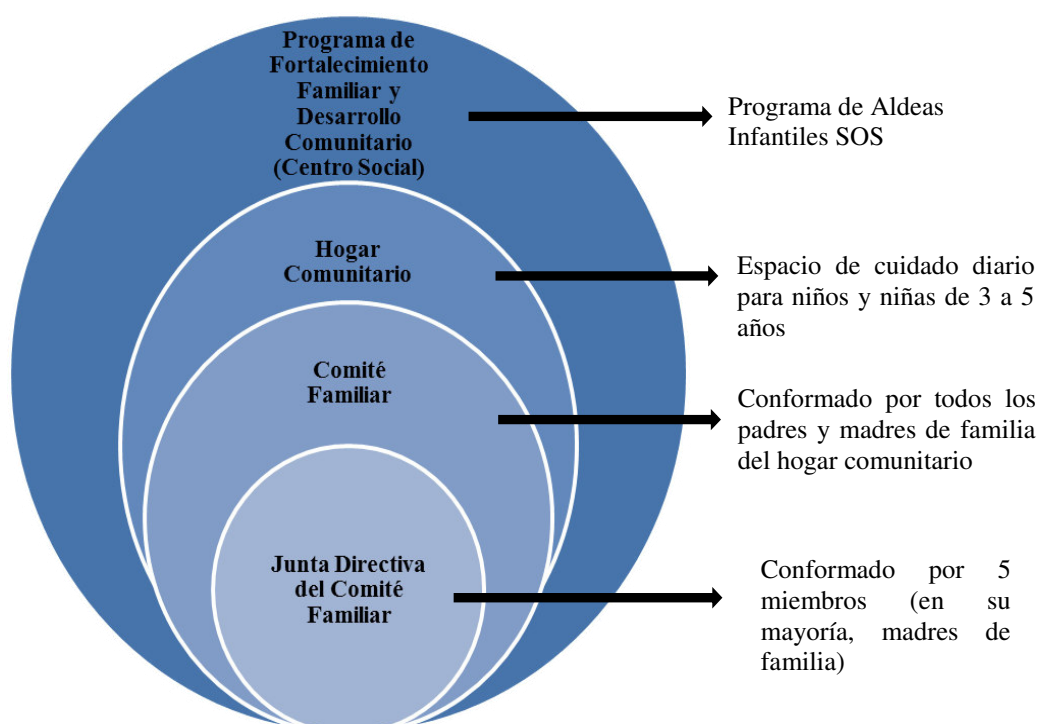 Programa de
Fortalecimiento
Familiar y
Desarrollo
Comunitario
(Centro Social)
Programa de Aldeas
Infantiles SOS
Hogar
Comunitario
Espacio de cuidado diario
para niños y niñas de 3 a 5
años
Comité
Familiar
Conformado por todos los
padres y madres de familia
del hogar comunitario
Junta Directiva
del Comité
Familiar
Conformado por 5
miembros (en su
mayoría, madres de
familia)